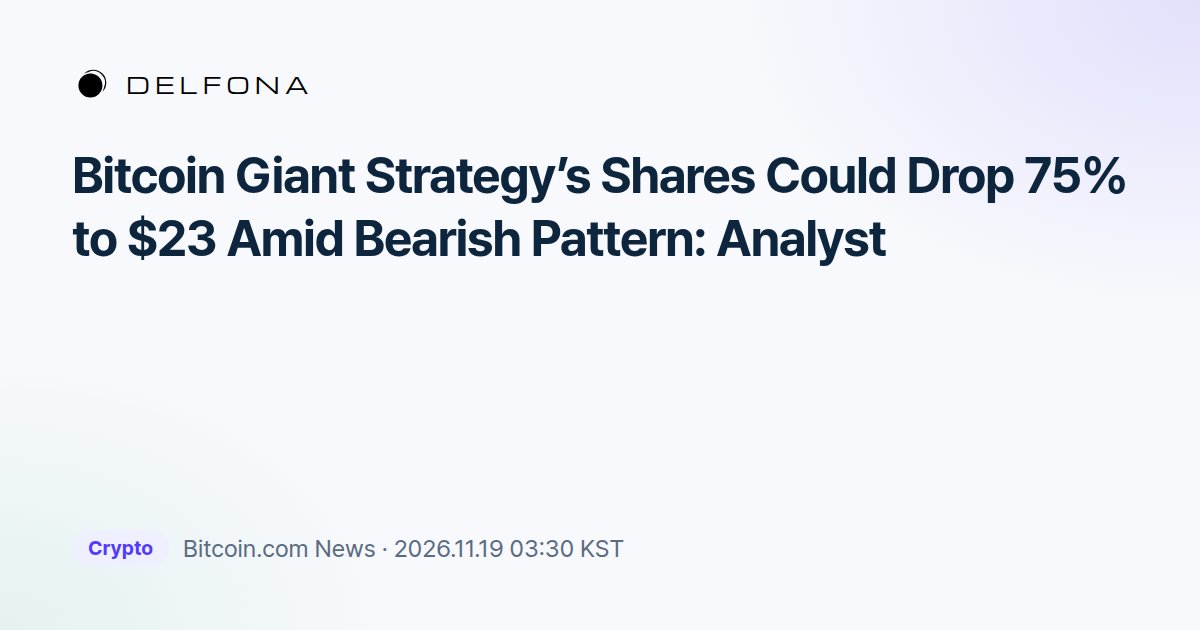 DELFONA
Bitcoin Giant Strategy’s Shares Could Drop 75%
to $23 Amid Bearish Pattern: Analyst
Crypto Bitcoin.com News · 2026.11.19 03:30 KST